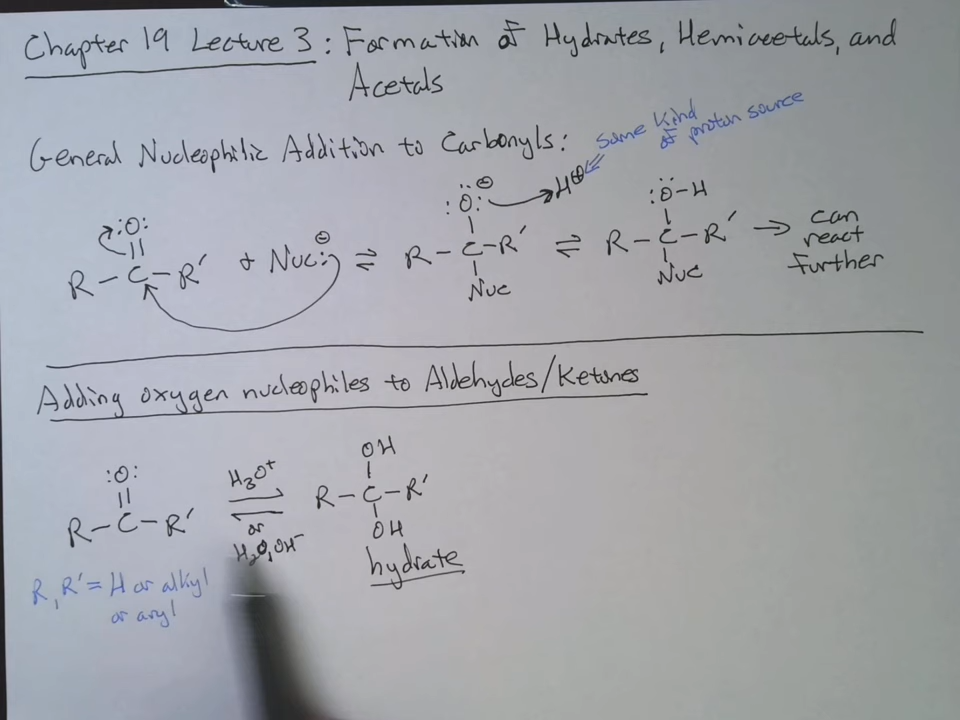 Chapter 19 Lecture 3: Formation of Hydrates, Hemiacetals, and
Acetals
General Nucleophilic Addition to Carbonyls:
some kind
of proton source
:O:
||
R-C-R' + Nuc:⊖ ⇌
:Ö:⊖
R-C-R'
Nuc
H⊕
⇌
:Ö-H
R-C-R'
Nuc
→ can
react
further
Adding oxygen nucleophiles to Aldehydes/Ketones
:O:
||
R-C-R'
H3O+
⇌
or
H2O, OH-
OH
R-C-R'
OH
hydrate
R, R' = H or alkyl
or aryl